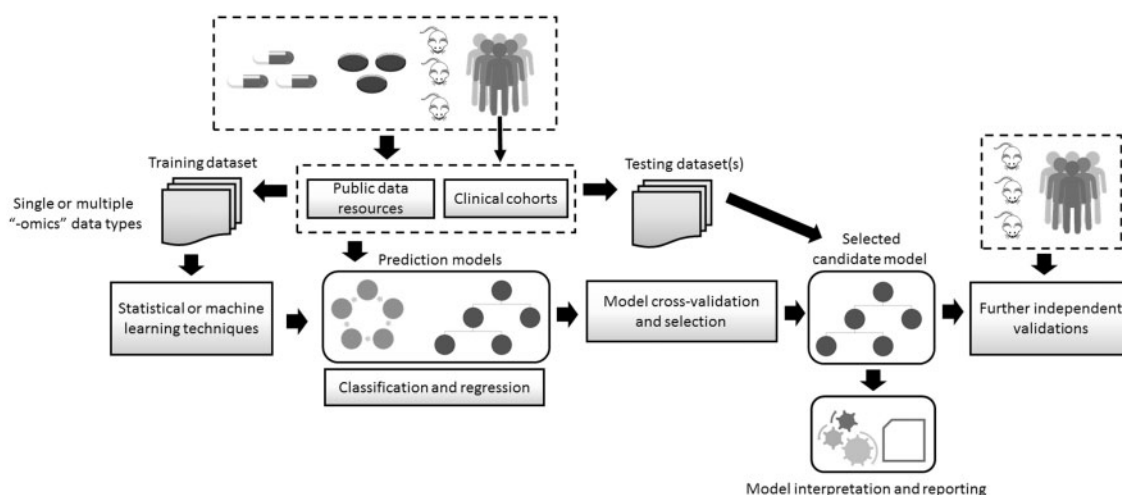 Training dataset
Single or multiple
"-omics" data types
Public data
resources
Clinical cohorts
Testing dataset(s)
Statistical or machine
learning techniques
Prediction models
Classification and regression
Model cross-validation
and selection
Selected
candidate model
Further independent
validations
Model interpretation and reporting